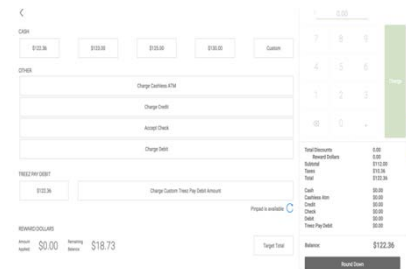 0.00
CASH
$122.36
$123.00
$125.00
$130.00
Custom
7 8 9
4 5 6
1 2 3
0 .
Charge
OTHER
Charge Cashless ATM
Charge Credit
Accept Check
Charge Debit
TREEZ PAY DEBIT
$122.36
Charge Custom Treez Pay Debit Amount
Pinpad is available
REWARD DOLLARS
Amount Applied: $0.00 Remaining Balance: $18.73
Target Total
Total Discounts 0.00
Reward Dollars 0.00
Subtotal $112.00
Taxes $10.36
Total $122.36
Cash $0.00
Cashless Atm $0.00
Credit $0.00
Check $0.00
Debit $0.00
Treez Pay Debit $0.00
Balance: $122.36
Round Down